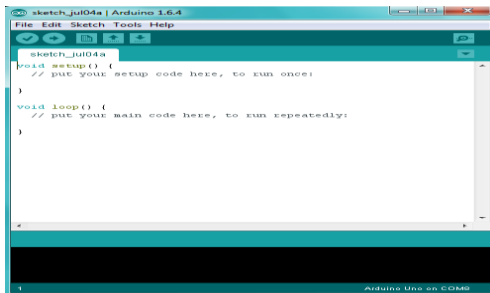 sketch_jul04a | Arduino 1.6.4
File Edit Sketch Tools Help
sketch_jul04a
void setup() {
// put your setup code here, to run once:
}
void loop() {
// put your main code here, to run repeatedly:
}
1
Arduino Uno on COM8